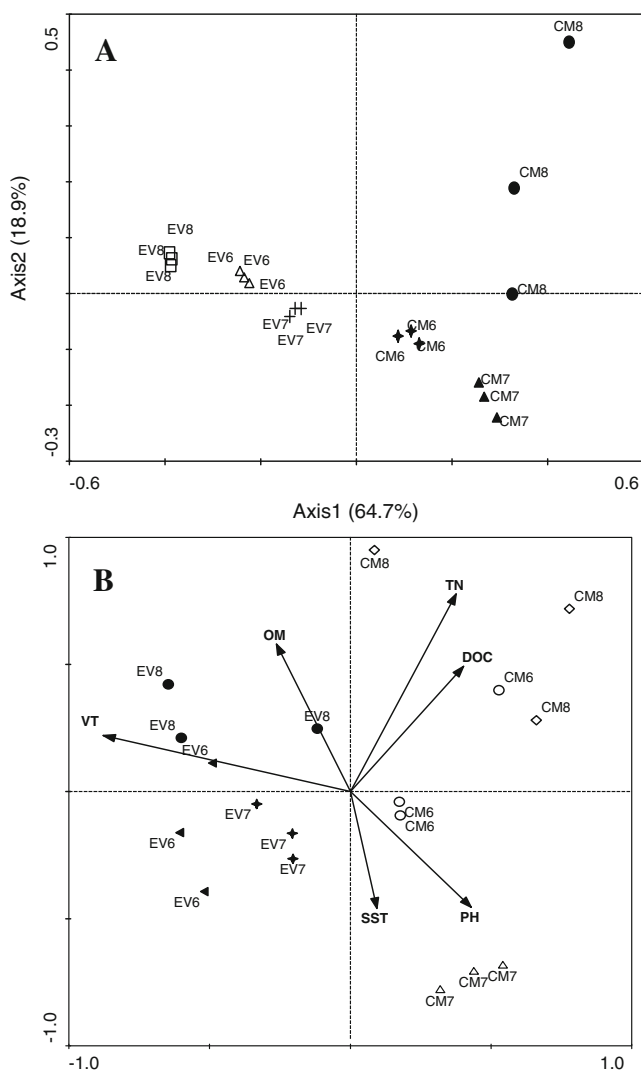 0.5
A
CM8
CM8
CM8
EV8
EV8
EV8
EV6
EV6
EV6
EV7
EV7
EV7
CM6
CM6
CM6
CM7
CM7
CM7
Axis2 (18.9%)
-0.3
-0.6
0.6
Axis1 (64.7%)
1.0
B
CM8
TN
CM8
OM
DOC
EV8
CM6
VT
EV8
EV8
CM8
EV6
EV7
CM6
CM6
EV6
EV7
EV7
EV6
SST
PH
CM7
CM7
CM7
-1.0
-1.0
1.0